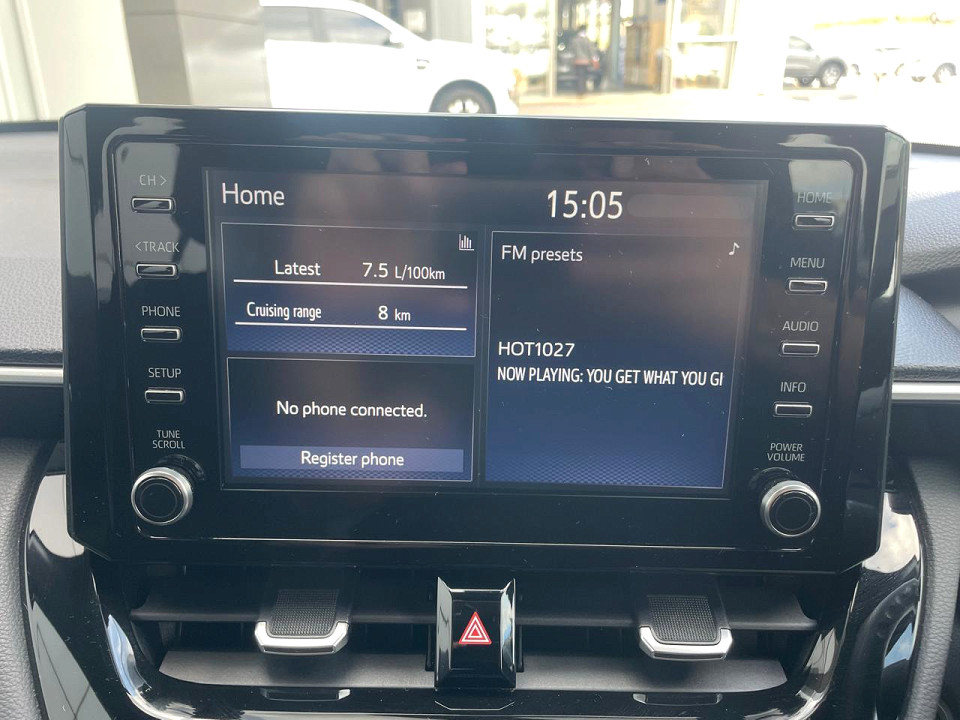 CH >
< TRACK
PHONE
SETUP
TUNE
SCROLL
Home
15:05
Latest 7.5 L/100km
Cruising range 8 km
No phone connected.
Register phone
FM presets
HOT1027
NOW PLAYING: YOU GET WHAT YOU GI
HOME
MENU
AUDIO
INFO
POWER
VOLUME